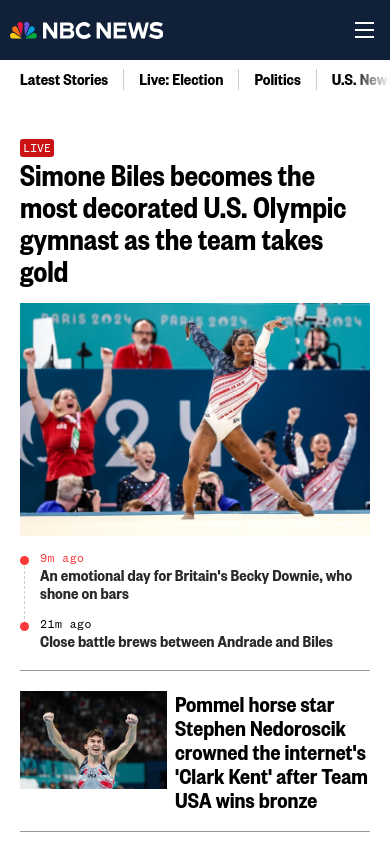 NBC NEWS
Latest Stories
Live: Election
Politics
U.S. News
LIVE
Simone Biles becomes the
most decorated U.S. Olympic
gymnast as the team takes
gold
PARIS 2024
PARIS 2024
24
9m ago
An emotional day for Britain's Becky Downie, who
shone on bars
21m ago
Close battle brews between Andrade and Biles
Pommel horse star
Stephen Nedoroscik
crowned the internet's
'Clark Kent' after Team
USA wins bronze
USA